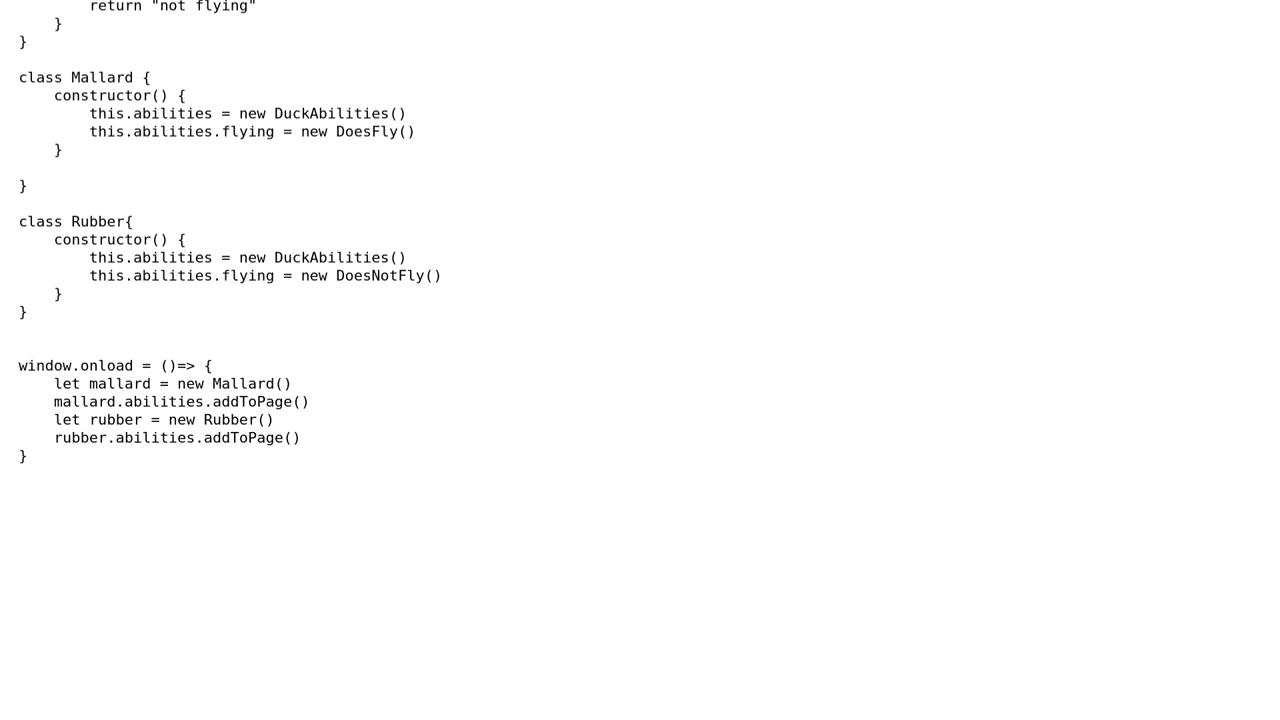 return "not flying"
    }
}

class Mallard {
    constructor() {
        this.abilities = new DuckAbilities()
        this.abilities.flying = new DoesFly()
    }

}

class Rubber{
    constructor() {
        this.abilities = new DuckAbilities()
        this.abilities.flying = new DoesNotFly()
    }
}


window.onload = ()=> {
    let mallard = new Mallard()
    mallard.abilities.addToPage()
    let rubber = new Rubber()
    rubber.abilities.addToPage()
}